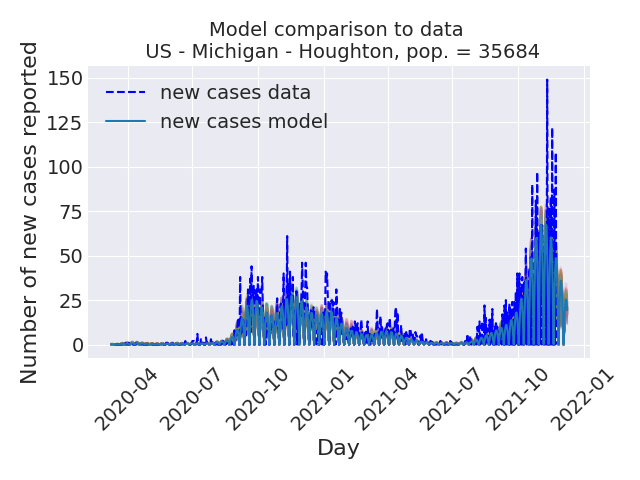 Model comparison to data
US - Michigan - Houghton, pop. = 35684
Number of new cases reported
150
125
100
75
50
25
0
new cases data
new cases model
2020-04
2020-07
2020-10
2021-01
2021-04
2021-07
2021-10
2022-01
Day